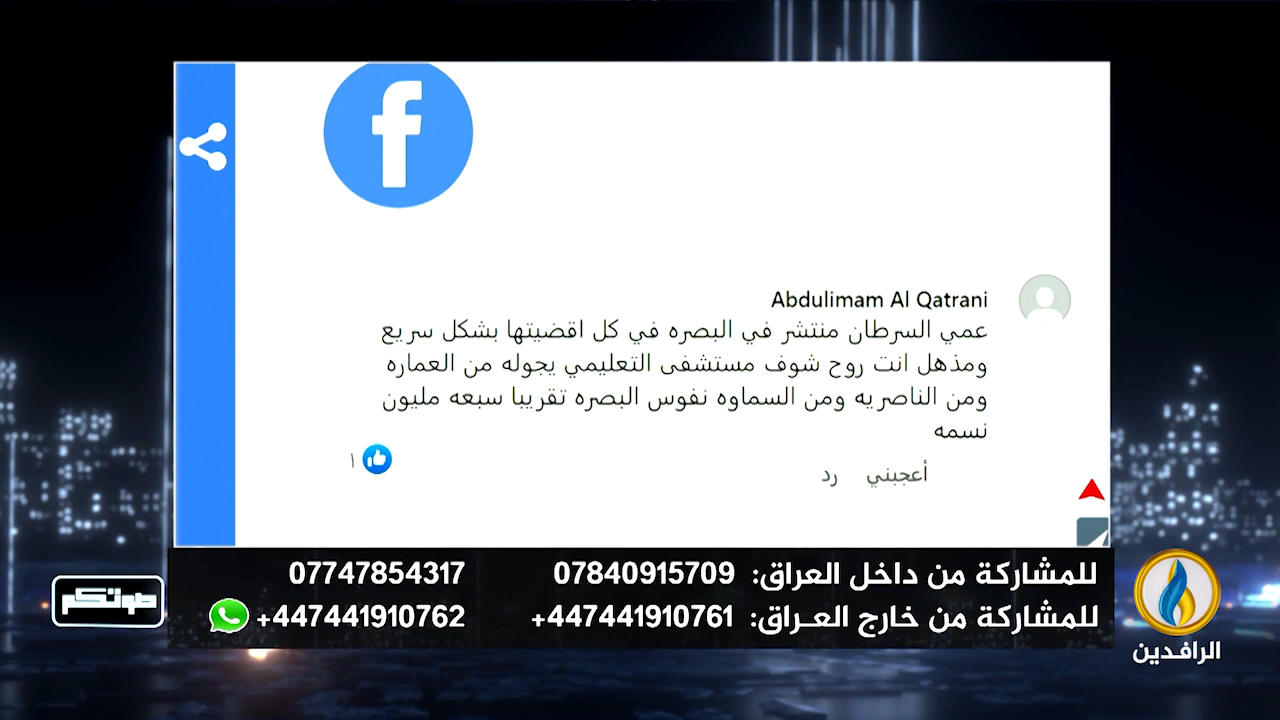 f
Abdulimam Al Qatrani
عمي السرطان منتشر في البصره في كل اقضيتها بشكل سريع
ومذهل انت روح شوف مستشفى التعليمي يجوله من العماره
ومن الناصريه ومن السماوه نفوس البصره تقريبا سبعه مليون
نسمه
أعجبني رد
١
للمشاركة من داخل العراق: 07840915709 07747854317
للمشاركة من خارج العـراق: 447441910761+ 447441910762+
صوتكم
الرافدين